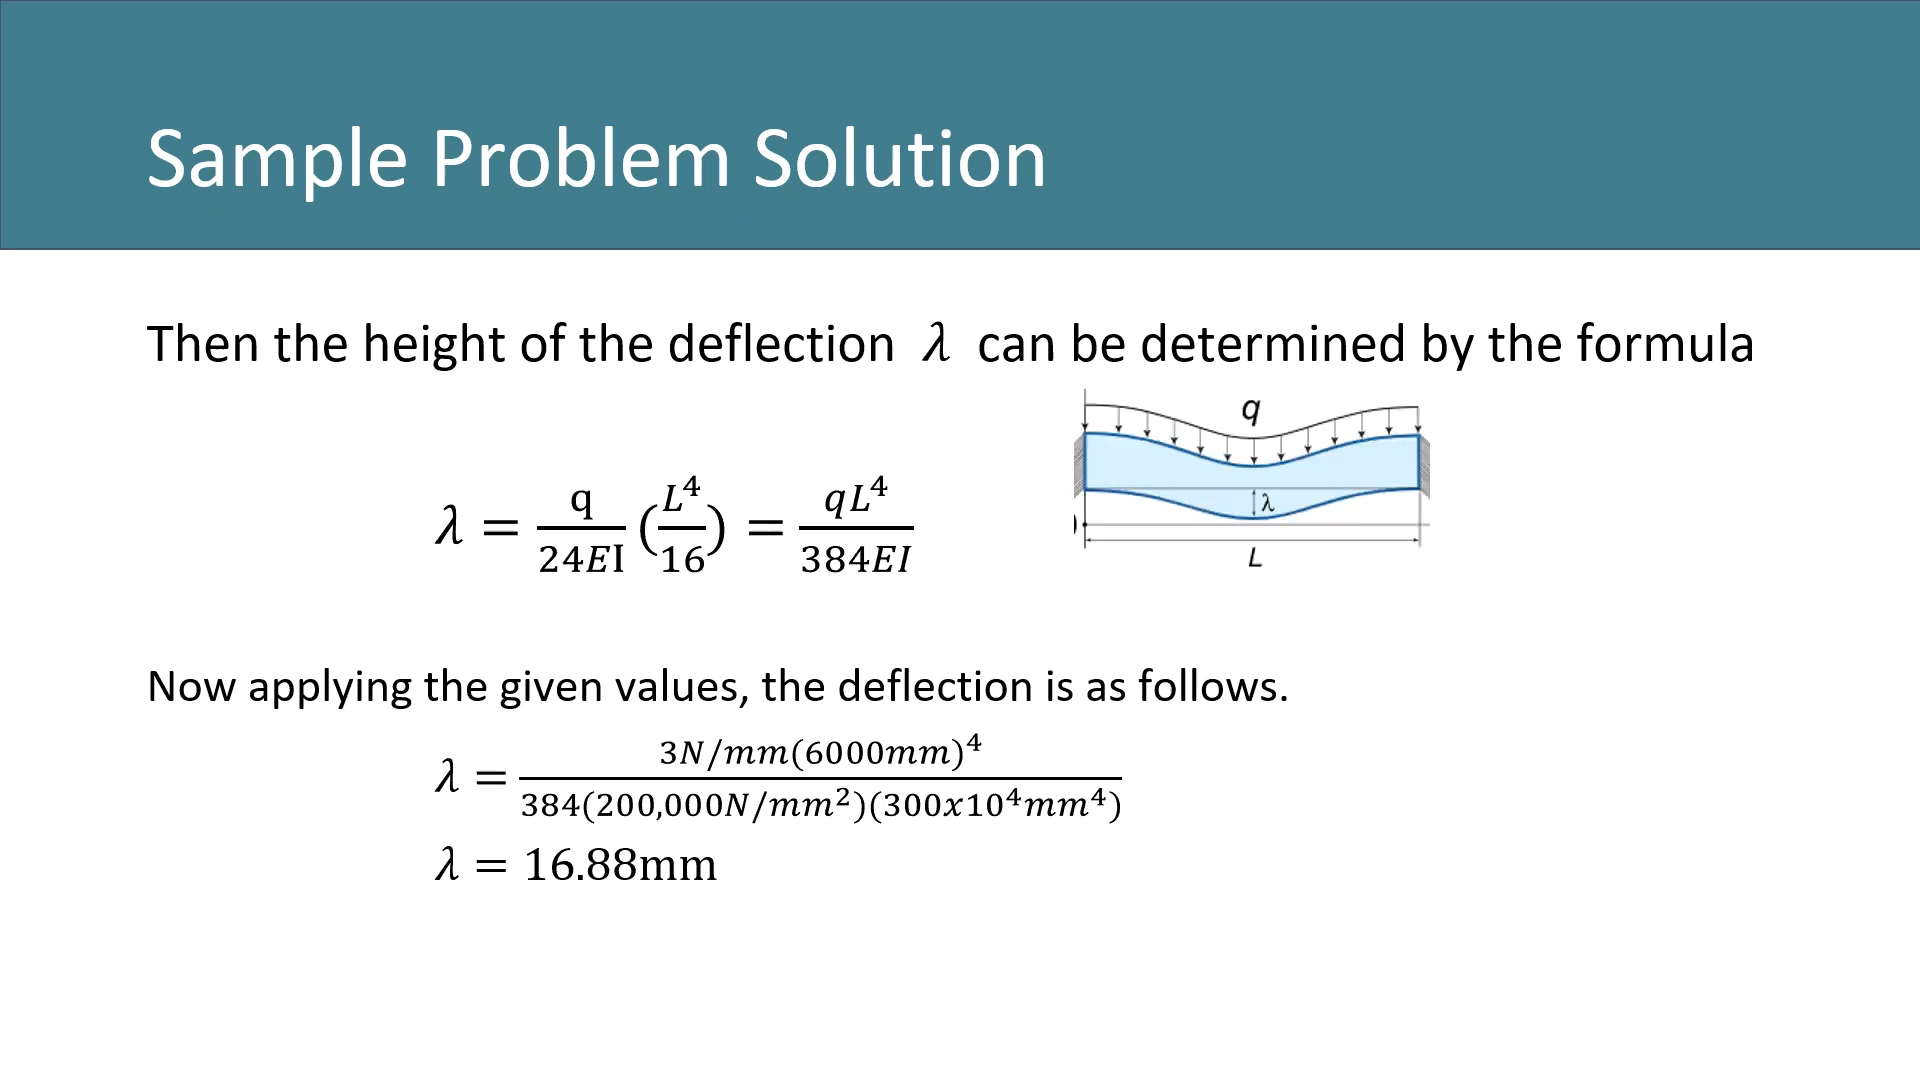 Sample Problem Solution
Then the height of the deflection λ can be determined by the formula
q
λ
L
λ = q/24EI (L⁴/16) = qL⁴/384EI
Now applying the given values, the deflection is as follows.
λ = 3N/mm(6000mm)⁴/384(200,000N/mm²)(300x10⁴mm⁴)
λ = 16.88mm